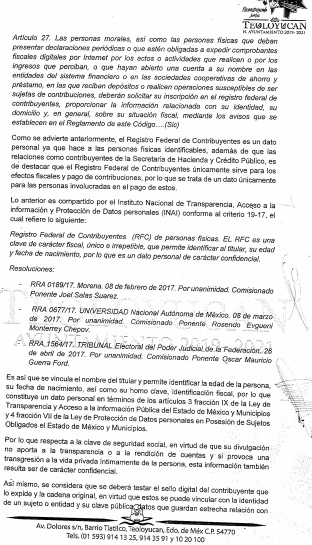 TEOLOYUCAN
H. AYUNTAMIENTO 2019-2021
Artículo 27. Las personas morales, así como las personas físicas que deban
presentar declaraciones periódicas o que estén obligadas a expedir comprobantes
fiscales digitales por Internet por los actos o actividades que realicen o por los
ingresos que perciban, o que hayan abierto una cuenta a su nombre en las
entidades del sistema financiero o en las sociedades cooperativas de ahorro y
préstamo, en las que reciban depósitos o realicen operaciones susceptibles de ser
sujetas de contribuciones, deberán solicitar su inscripción en el registro federal de
contribuyentes, proporcionar la información relacionada con su identidad, su
domicilio y, en general, sobre su situación fiscal, mediante los avisos que se
establecen en el Reglamento de este Código....(Sic)
Como se advierte anteriormente, el Registro Federal de Contribuyentes es un dato
personal ya que hace a las personas físicas identificables, además de que las
relaciones como contribuyentes de la Secretaría de Hacienda y Crédito Público, es
de destacar que el Registro Federal de Contribuyentes únicamente sirve para los
efectos fiscales y pago de contribuciones, por lo que se trata de un dato únicamente
para las personas involucradas en el pago de estos.
Lo anterior es compartido por el Instituto Nacional de Transparencia, Acceso a la
información y Protección de Datos personales (INAI) conforme al criterio 19-17, el
cual refiere lo siguiente:
Registro Federal de Contribuyentes (RFC) de personas físicas. EL RFC es una
clave de carácter fiscal, único e irrepetible, que permite identificar al titular, su edad
y fecha de nacimiento, por lo que es un dato personal de carácter confidencial.
Resoluciones:
- RRA 0189/17. Morena. 08 de febrero de 2017. Por unanimidad. Comisionado
Ponente Joel Salas Suarez.
- RRA 0677/17. UNIVERSIDAD Nacional Autónoma de México. 08 de marzo
de 2017. Por unanimidad. Comisionado Ponente Rosendo Evgueni
Monterrey Chepov.
- RRA 1564/17. TRIBUNAL Electoral del Poder Judicial de la Federación. 26
de abril de 2017. Por unanimidad. Comisionado Ponente Oscar Mauricio
Guerra Ford.
TEOLOYUCAN
AYUNTAMIENTO 2019-2021
Es así que se vincula el nombre del titular y permite identificar la edad de la persona,
su fecha de nacimiento, así como su homo clave, identificación fiscal, por lo que
constituye un dato personal en términos de los artículos 3 fracción IX de la Ley de
Transparencia y Acceso a la Información Pública del Estado de México y Municipios
y 4 fracción VII de la Ley de Protección de Datos personales en Posesión de Sujetos
Obligados el Estado de México y Municipios.
Por lo que respecta a la clave de seguridad social, en virtud de que su divulgación
no aporta a la transparencia o a la rendición de cuentas y si provoca una
transgresión a la vida privada íntimamente de la persona, esta información también
resulta ser de carácter confidencial.
Así mismo, se considera que se deberá testar el sello digital del contribuyente que
lo expide y la cadena original, en virtud que estos se puede vincular con la identidad
de un sujeto o entidad y su clave pública datos que guardan estrecha relación con
Av. Dolores s/n, Barrio Tlatilco, Teoloyucan, Edo. de Méx C.P. 54770
Tels. (01 593) 914 13 25, 914 35 91 y 10 20 100